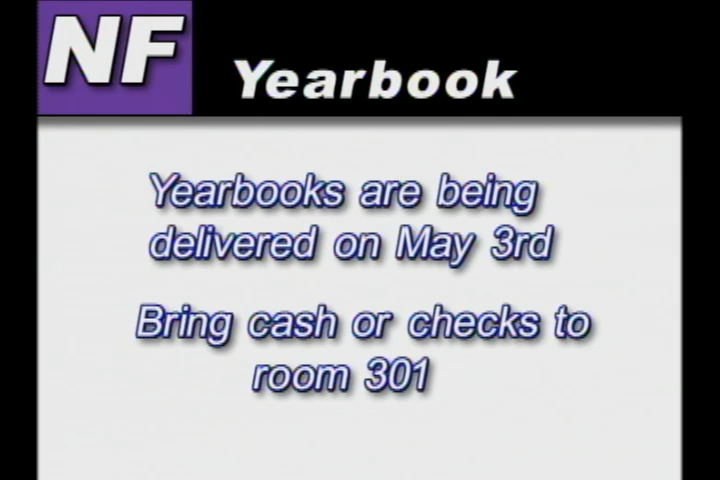 NF
Yearbook
Yearbooks are being
delivered on May 3rd
Bring cash or checks to
room 301